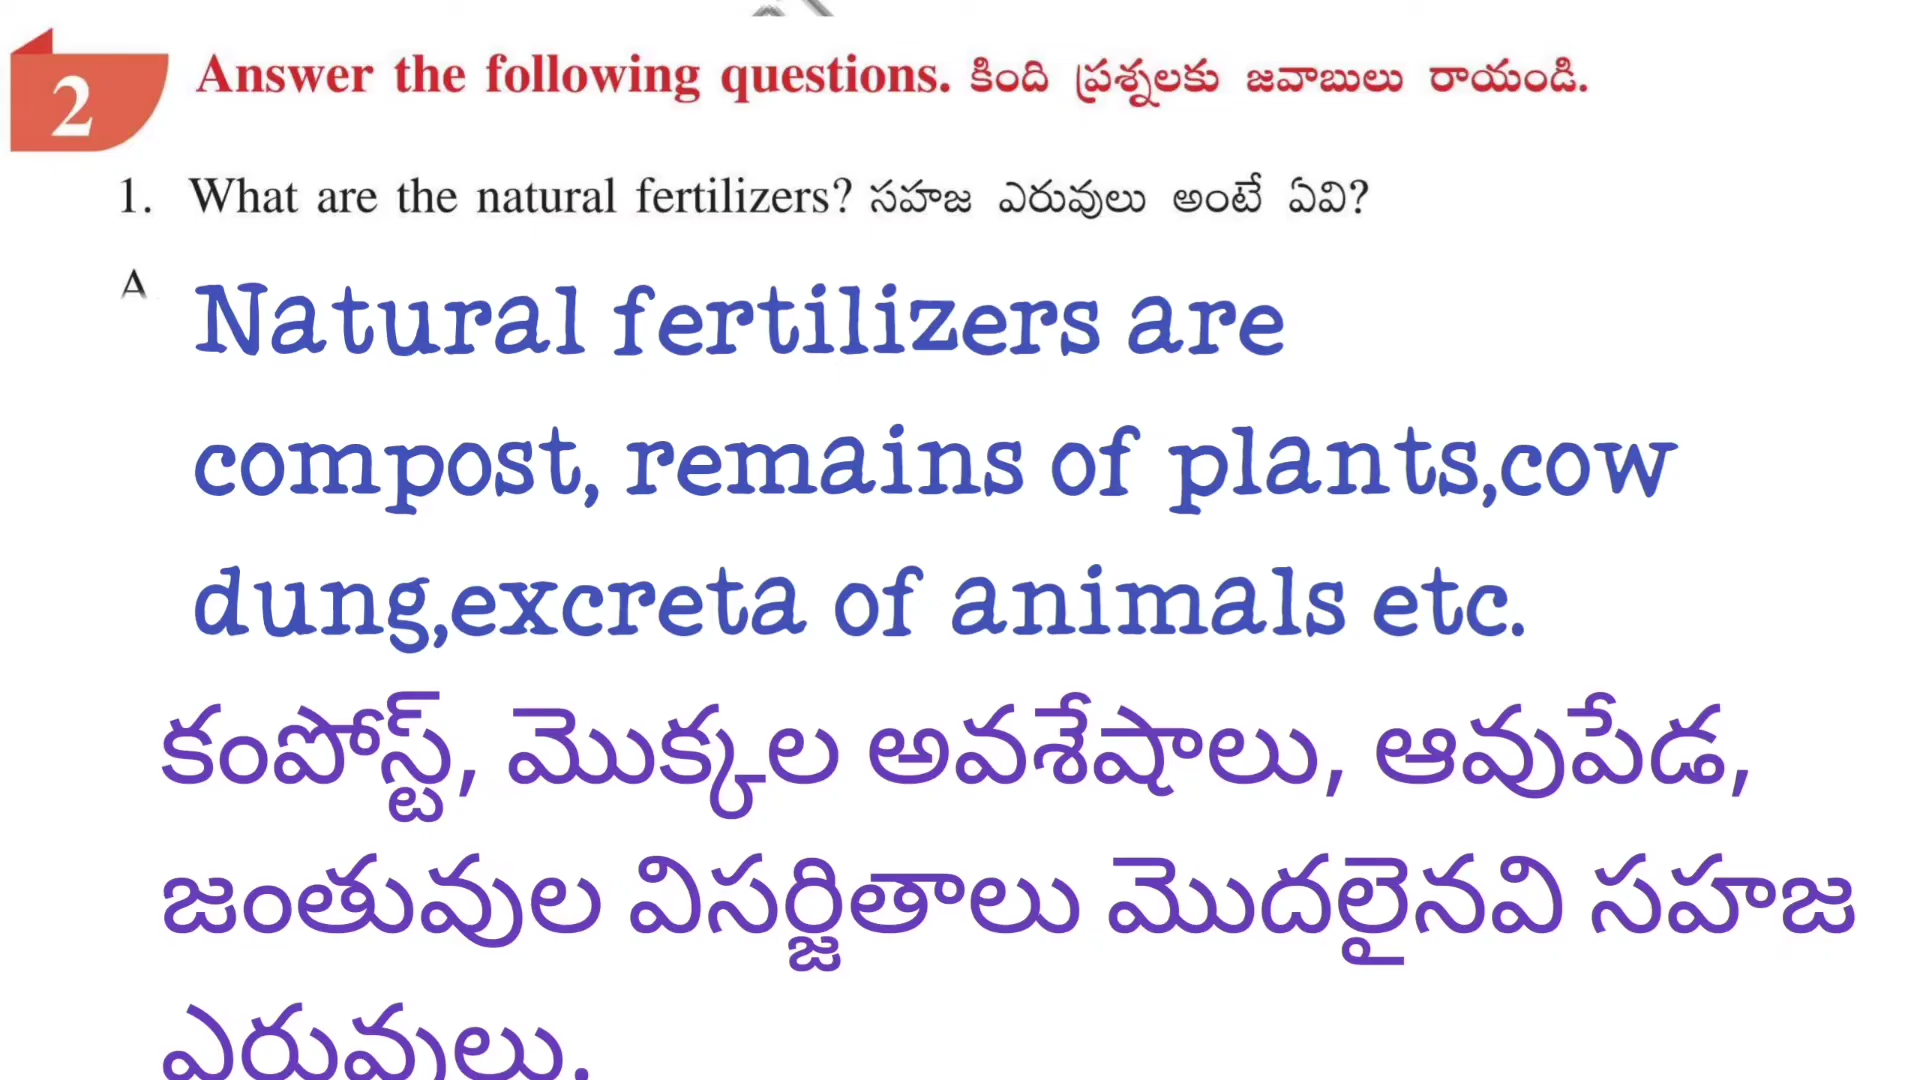 2
Answer the following questions. కింది ప్రశ్నలకు జవాబులు రాయండి.
1. What are the natural fertilizers? సహజ ఎరువులు అంటే ఏవి?
A
Natural fertilizers are
compost, remains of plants,cow
dung,excreta of animals etc.
కంపోస్ట్, మొక్కల అవశేషాలు, ఆవుపేడ,
జంతువుల విసర్జితాలు మొదలైనవి సహజ
ఎరువులు.